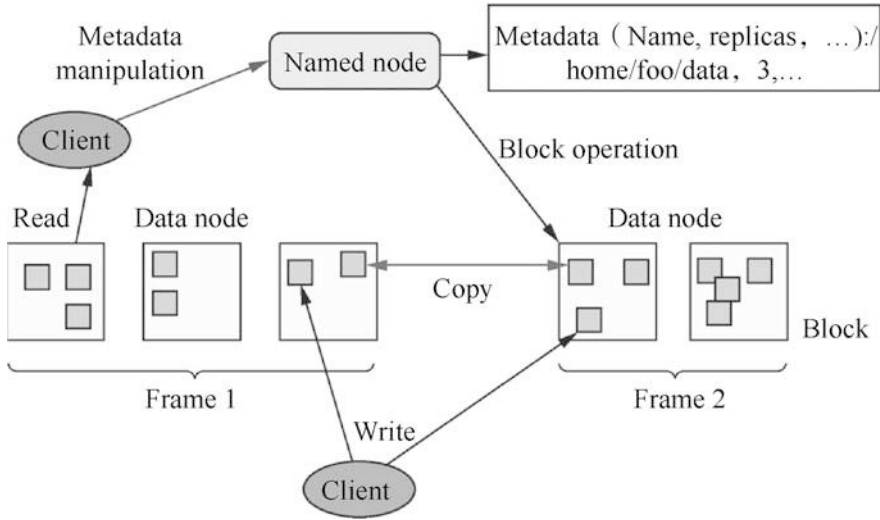 Metadata
manipulation
Named node
Metadata（Name, replicas，…):/
home/foo/data，3,…
Client
Block operation
Read
Data node
Data node
Copy
Block
Frame 1
Frame 2
Write
Client